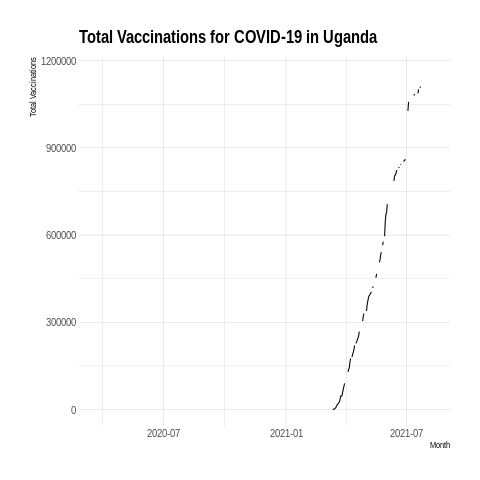 Total Vaccinations for COVID-19 in Uganda
Total Vaccinations
1200000
900000
600000
300000
0
2020-07
2021-01
2021-07
Month